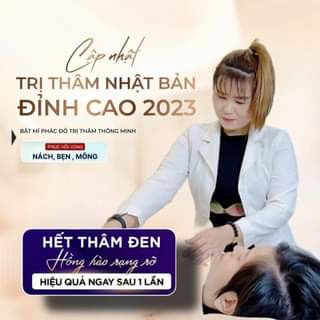 Cập nhật
TRỊ THÂM NHẬT BẢN
ĐỈNH CAO 2023
BẬT MÍ PHÁC ĐỒ TRỊ THÂM THÔNG MINH
PHỤC HỒI VÙNG
NÁCH, BẸN , MÔNG
HẾT THÂM ĐEN
Hồng hào rạng rỡ
HIỆU QUẢ NGAY SAU 1 LẦN